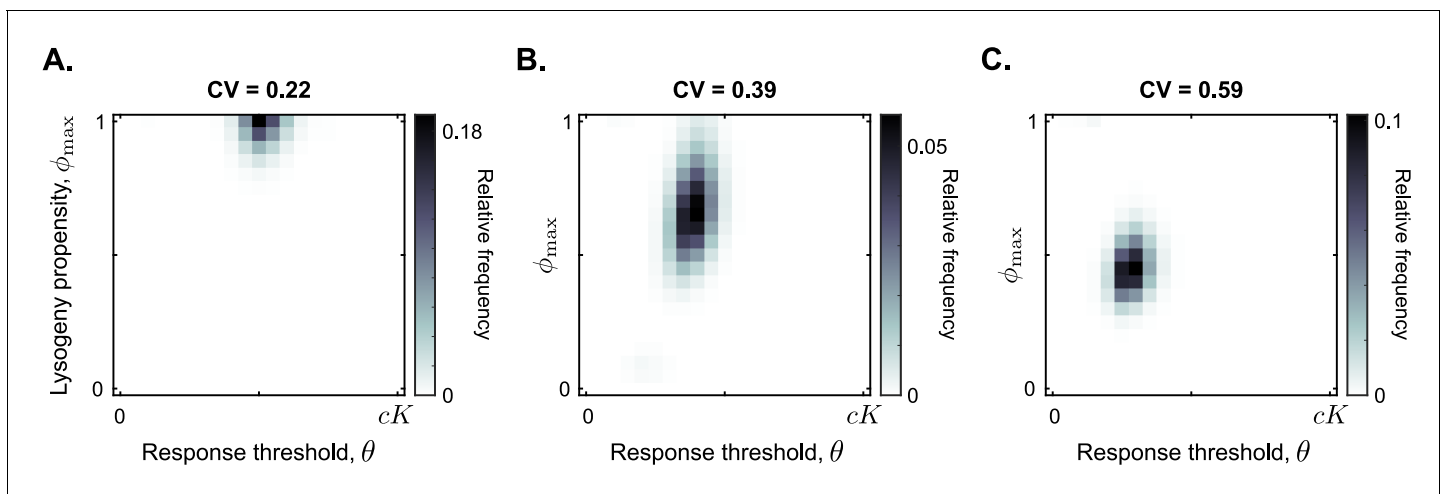 A.
CV = 0.22
1
0
Lysogeny propensity, ϕmax
0
cK
Response threshold, θ
0.18
0
Relative frequency
B.
CV = 0.39
1
0
ϕmax
0
cK
Response threshold, θ
0.05
0
Relative frequency
C.
CV = 0.59
1
0
ϕmax
0
cK
Response threshold, θ
0.1
0
Relative frequency